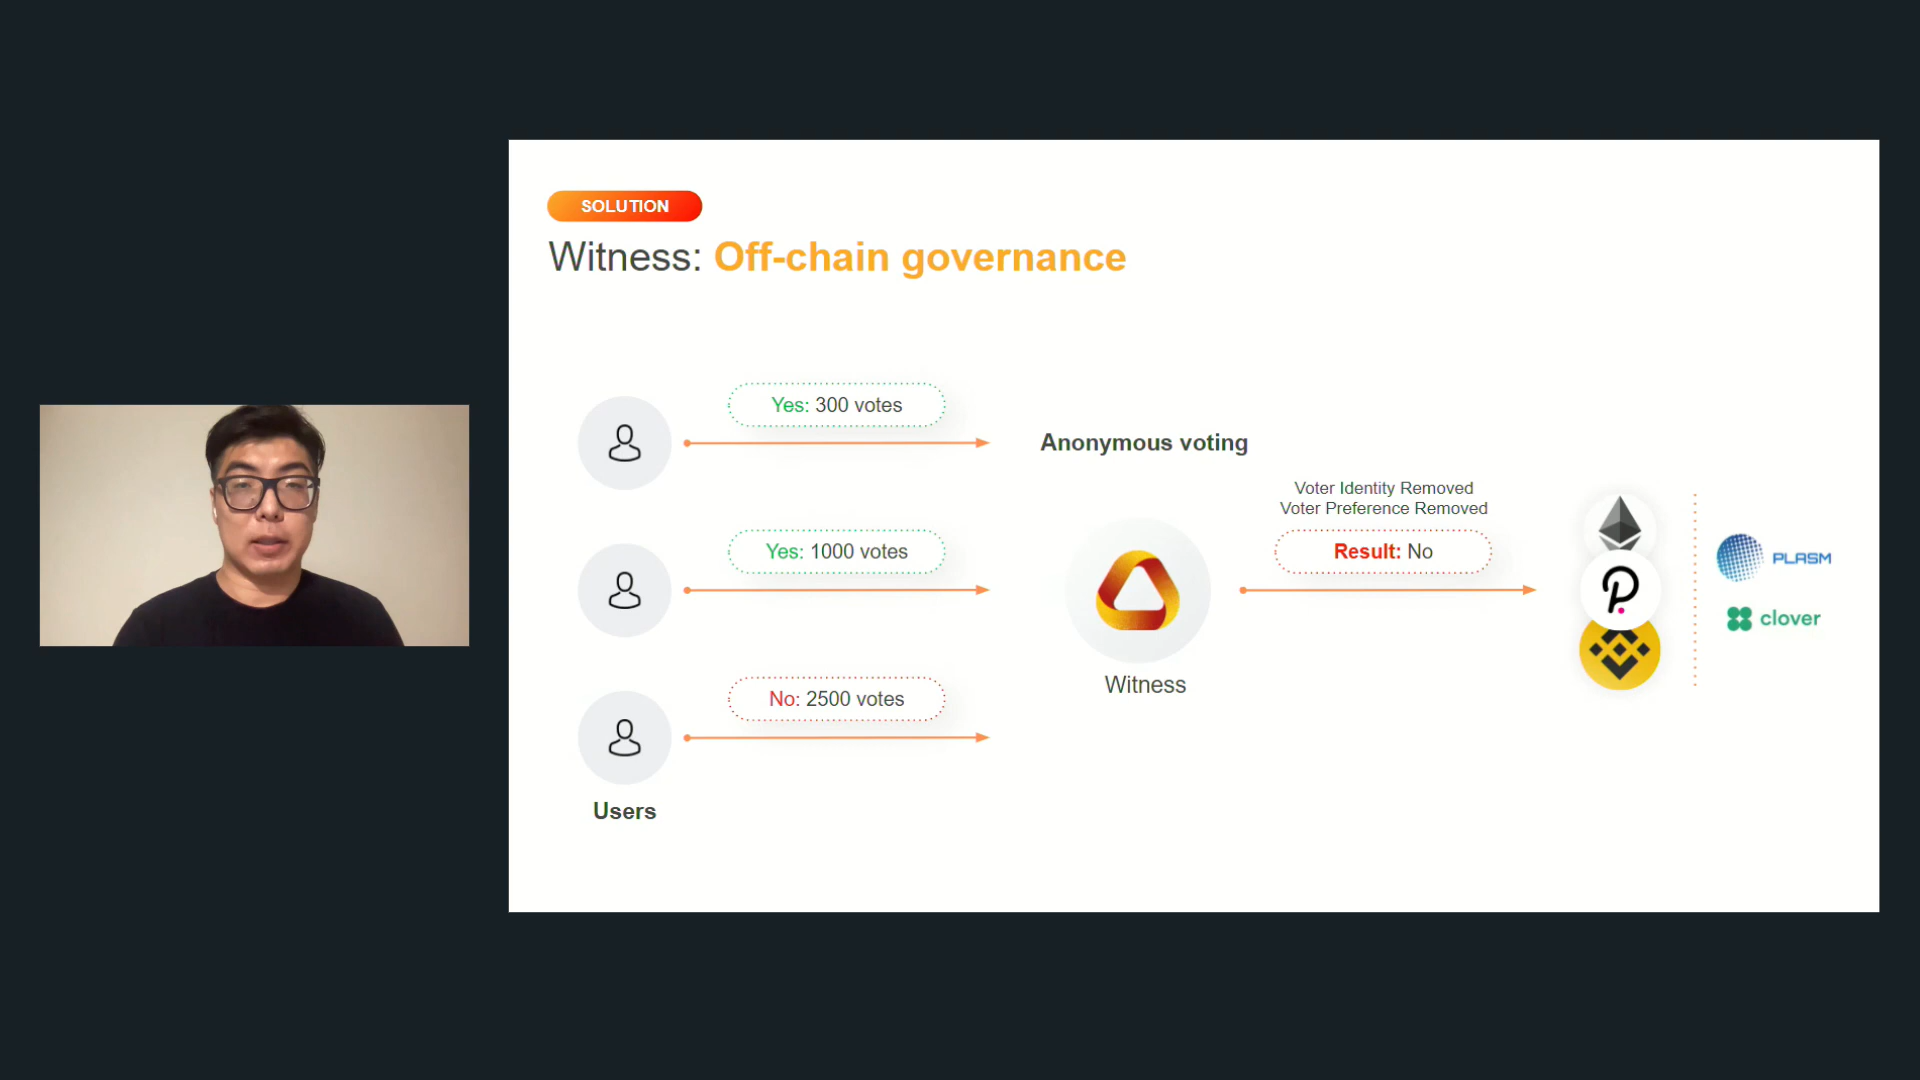 SOLUTION
Witness: Off-chain governance
Yes: 300 votes
Anonymous voting
Voter Identity Removed
Voter Preference Removed
Yes: 1000 votes
Result: No
PLASM
clover
Witness
No: 2500 votes
Users